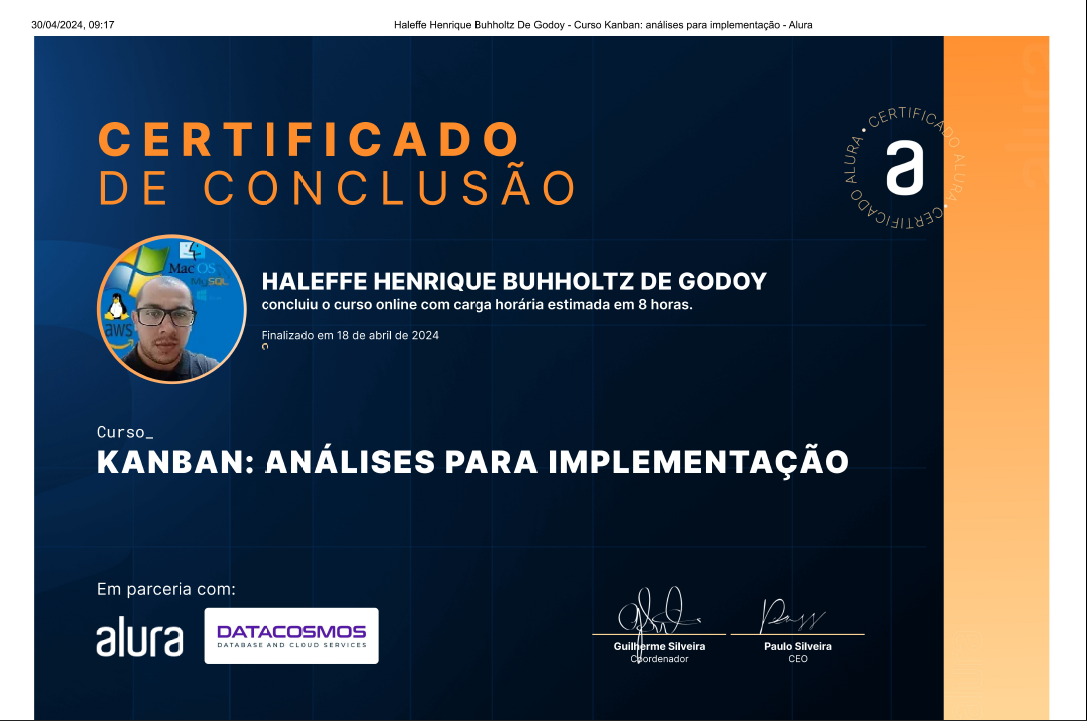 30/04/2024, 09:17
Haleffe Henrique Buhholtz De Godoy - Curso Kanban: análises para implementação - Alura
CERTIFICADO
DE CONCLUSÃO
a
CERTIFICADO ALURA • CERTIFICADO ALURA •
Mac OS
MySQL
aws
HALEFFE HENRIQUE BUHHOLTZ DE GODOY
concluiu o curso online com carga horária estimada em 8 horas.
Finalizado em 18 de abril de 2024
Curso_
KANBAN: ANÁLISES PARA IMPLEMENTAÇÃO
Em parceria com:
alura
DATACOSMOS
DATABASE AND CLOUD SERVICES
Guilherme Silveira
Coordenador
Paulo Silveira
CEO